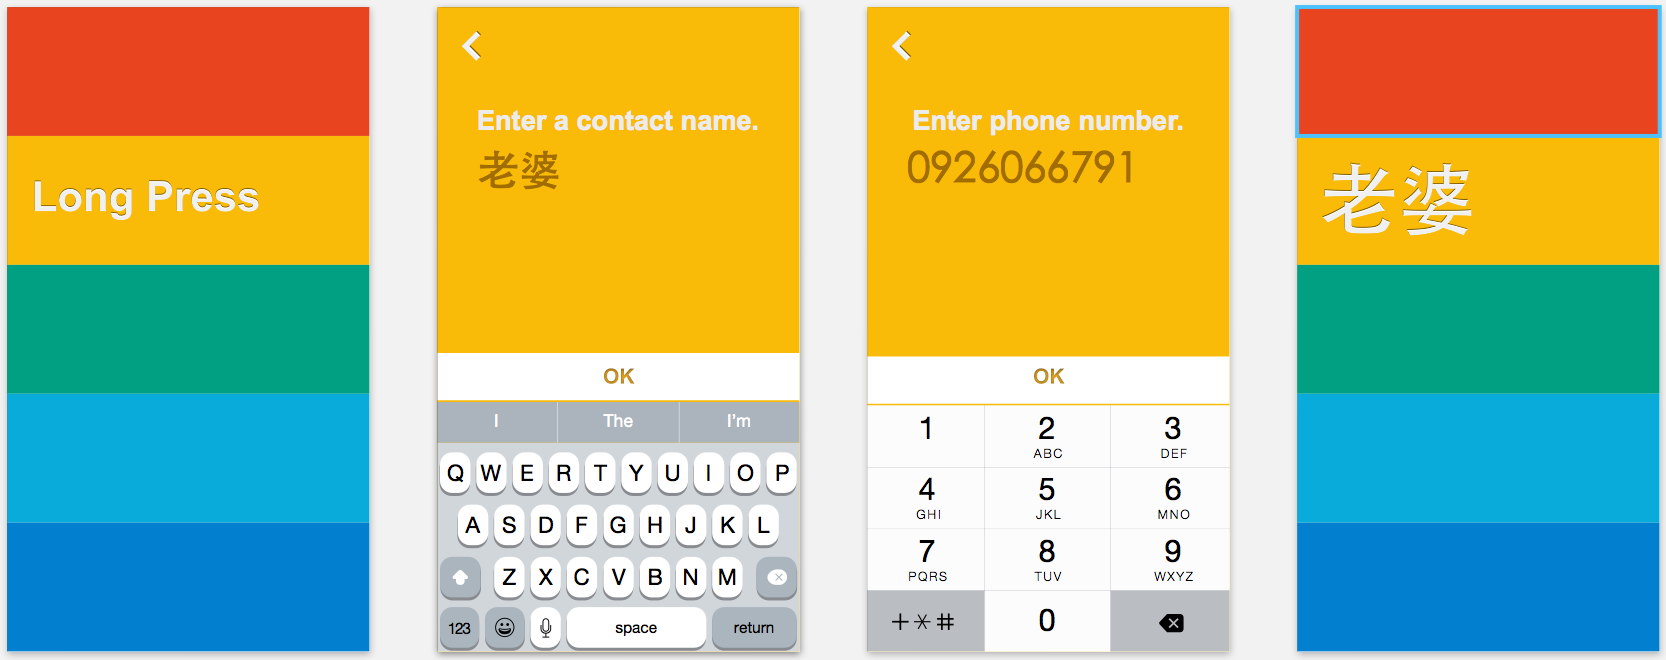 Long Press
Enter a contact name.
老婆
OK
I The I'm
Q W E R T Y U I O P
A S D F G H J K L
Z X C V B N M
123 space return
Enter phone number.
0926066791
OK
1 2 3
ABC DEF
4 5 6
GHI JKL MNO
7 8 9
PQRS TUV WXYZ
+*# 0
老婆